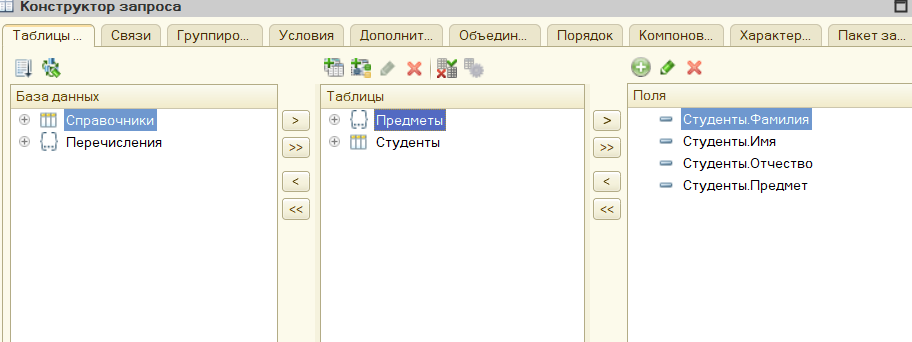 Конструктор запроса
Таблицы ... Связи Группиро... Условия Дополнит... Объедин... Порядок Компонов... Характер... Пакет за...
База данных
Справочники
Перечисления
>
>>
<
<<
Таблицы
Предметы
Студенты
>
>>
<
<<
Поля
Студенты.Фамилия
Студенты.Имя
Студенты.Отчество
Студенты.Предмет